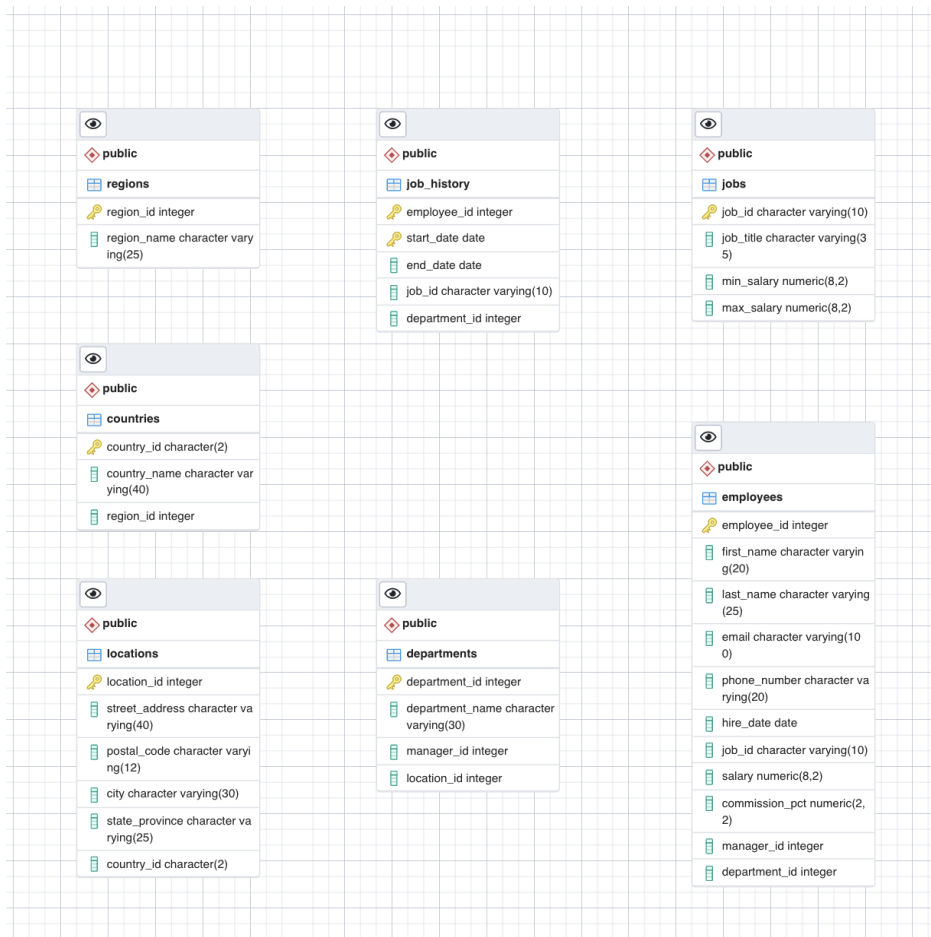 public
regions
region_id integer
region_name character vary
ing(25)
public
job_history
employee_id integer
start_date date
end_date date
job_id character varying(10)
department_id integer
public
jobs
job_id character varying(10)
job_title character varying(3
5)
min_salary numeric(8,2)
max_salary numeric(8,2)
public
countries
country_id character(2)
country_name character var
ying(40)
region_id integer
public
employees
employee_id integer
first_name character varyin
g(20)
last_name character varying
(25)
email character varying(10
0)
phone_number character va
rying(20)
hire_date date
job_id character varying(10)
salary numeric(8,2)
commission_pct numeric(2,
2)
manager_id integer
department_id integer
public
locations
location_id integer
street_address character va
rying(40)
postal_code character varyi
ng(12)
city character varying(30)
state_province character va
rying(25)
country_id character(2)
public
departments
department_id integer
department_name character
varying(30)
manager_id integer
location_id integer